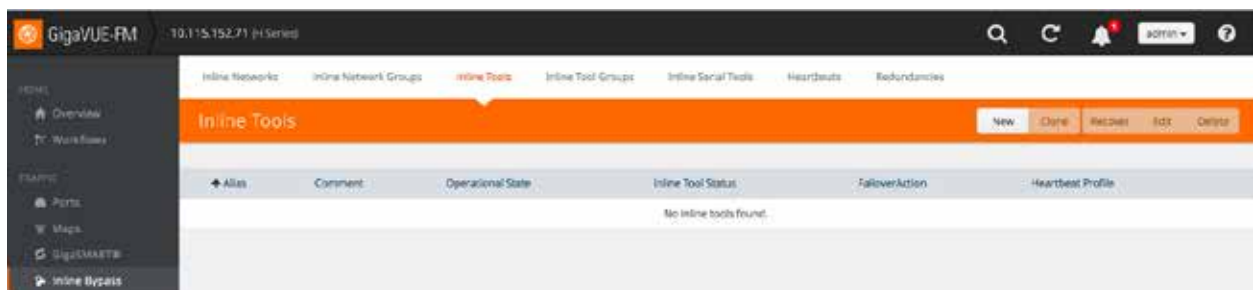 GigaVUE-FM 10.115.152.71 (H Series) admin
Inline Networks Inline Network Groups Inline Tools Inline Tool Groups Inline Serial Tools Heartbeats Redundancies
HOME
Overview
Workflows
Inline Tools
New Clone Recover Edit Delete
TRAFFIC
Ports
Maps
GigaSMART®
Inline Bypass
Alias Comment Operational State Inline Tool Status FailoverAction Heartbeat Profile
No inline tools found.